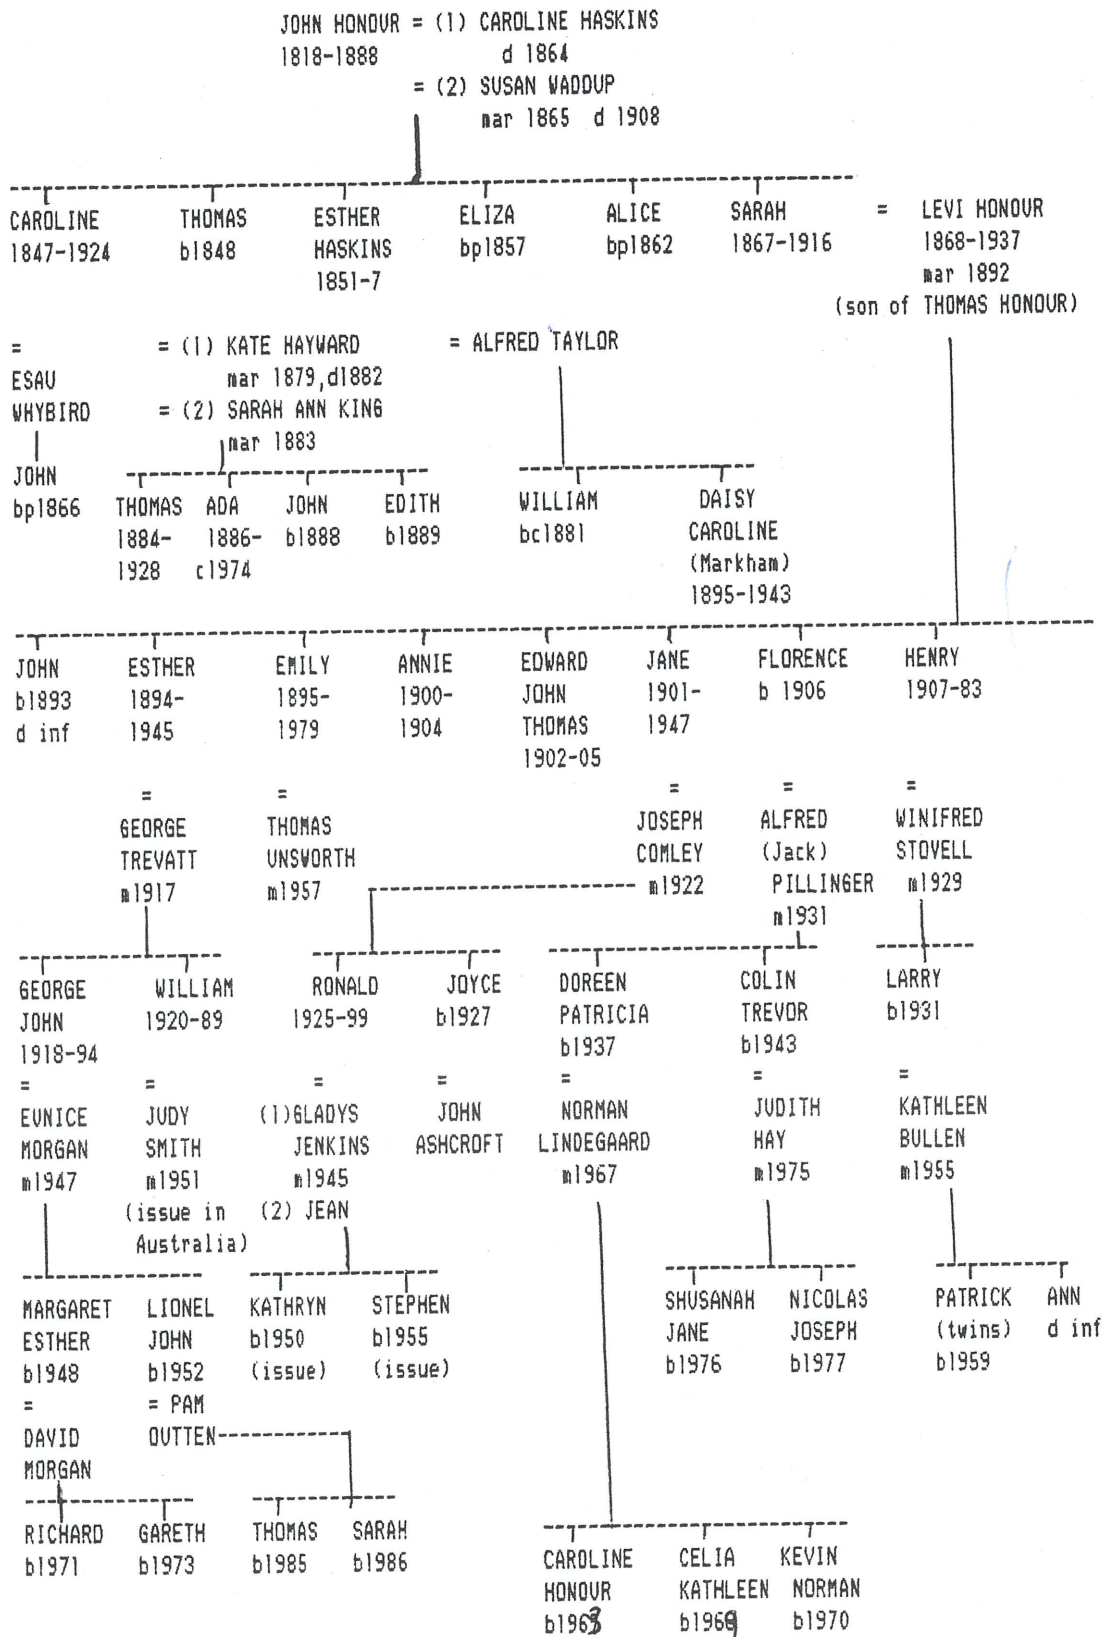 JOHN HONOUR = (1) CAROLINE HASKINS
1818-1888 d 1864
= (2) SUSAN WADDUP
mar 1865 d 1908
CAROLINE THOMAS ESTHER ELIZA ALICE SARAH = LEVI HONOUR
1847-1924 b1848 HASKINS bp1857 bp1862 1867-1916 1868-1937
1851-7 mar 1892
(son of THOMAS HONOUR)
= = (1) KATE HAYWARD = ALFRED TAYLOR
ESAU mar 1879,d1882
WHYBIRD = (2) SARAH ANN KING
mar 1883
JOHN
bp1866 THOMAS ADA JOHN EDITH WILLIAM DAISY
1884- 1886- b1888 b1889 bc1881 CAROLINE
1928 c1974 (Markham)
1895-1943
JOHN ESTHER EMILY ANNIE EDWARD JANE FLORENCE HENRY
b1893 1894- 1895- 1900- JOHN 1901- b 1906 1907-83
d inf 1945 1979 1904 THOMAS 1947
1902-05
= = = = =
GEORGE THOMAS JOSEPH ALFRED WINIFRED
TREVATT UNSWORTH COMLEY (Jack) STOVELL
m1917 m1957 m1922 PILLINGER m1929
m1931
GEORGE WILLIAM RONALD JOYCE DOREEN COLIN LARRY
JOHN 1920-89 1925-99 b1927 PATRICIA TREVOR b1931
1918-94 b1937 b1943
= = = = = = =
EUNICE JUDY (1)GLADYS JOHN NORMAN JUDITH KATHLEEN
MORGAN SMITH JENKINS ASHCROFT LINDEGAARD HAY BULLEN
m1947 m1951 m1945 m1967 m1975 m1955
(issue in (2) JEAN
Australia)
MARGARET LIONEL KATHRYN STEPHEN SHUSANAH NICOLAS PATRICK ANN
ESTHER JOHN b1950 b1955 JANE JOSEPH (twins) d inf
b1948 b1952 (issue) (issue) b1976 b1977 b1959
= = PAM
DAVID OUTTEN
MORGAN
RICHARD GARETH THOMAS SARAH CAROLINE CELIA KEVIN
b1971 b1973 b1985 b1986 HONOUR KATHLEEN NORMAN
b1963 b1969 b1970